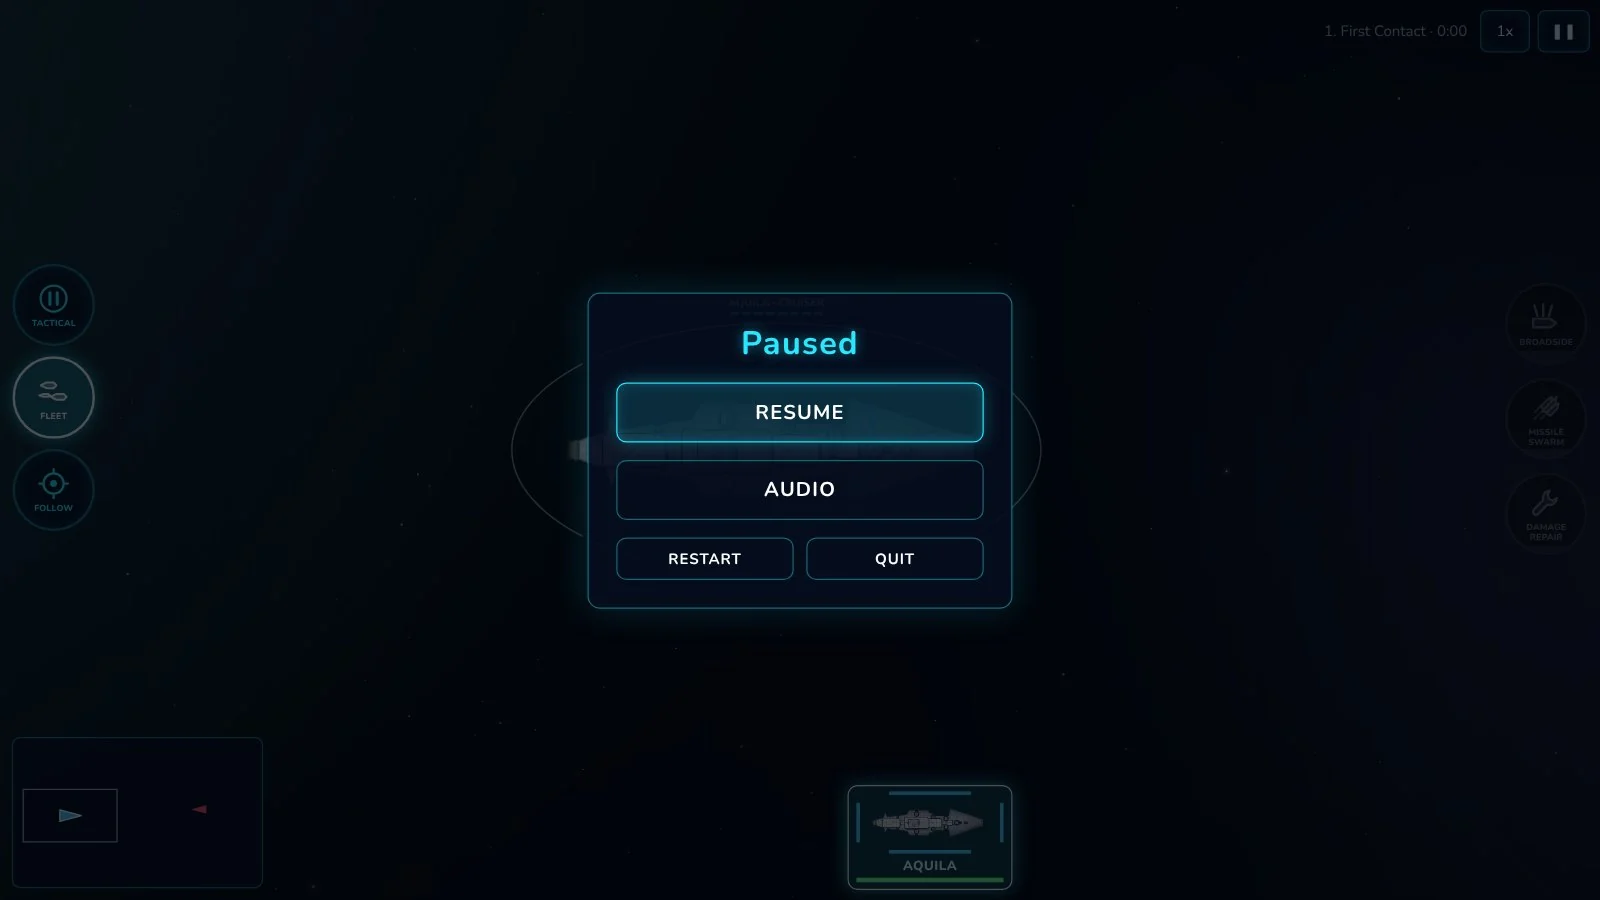 1. First Contact · 0:00
1x
Paused
RESUME
AUDIO
RESTART
QUIT
TACTICAL
FLEET
FOLLOW
BROADSIDE
MISSILE
SWARM
DAMAGE
REPAIR
AQUILA